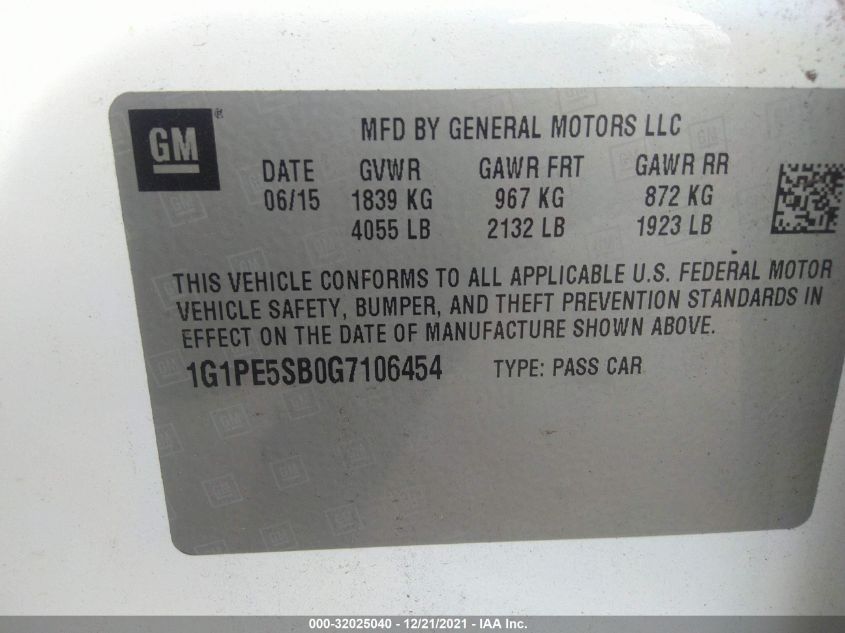 GM
MFD BY GENERAL MOTORS LLC
DATE GVWR GAWR FRT GAWR RR
06/15 1839 KG 967 KG 872 KG
4055 LB 2132 LB 1923 LB
THIS VEHICLE CONFORMS TO ALL APPLICABLE U.S. FEDERAL MOTOR
VEHICLE SAFETY, BUMPER, AND THEFT PREVENTION STANDARDS IN
EFFECT ON THE DATE OF MANUFACTURE SHOWN ABOVE.
1G1PE5SB0G7106454 TYPE: PASS CAR
000-32025040 - 12/21/2021 - IAA Inc.